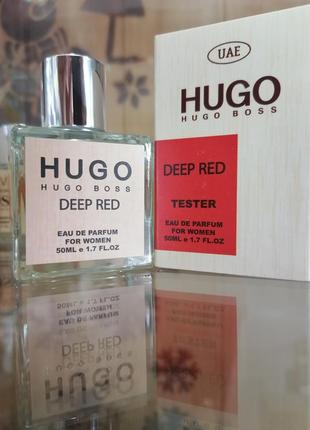 HUGO
HUGO BOSS
DEEP RED
EAU DE PARFUM
FOR WOMEN
50ML e 1.7 FL.OZ
UAE
HUGO
HUGO BOSS
DEEP RED
TESTER
EAU DE PARFUM
FOR WOMEN
50ML e 1.7 FL.OZ